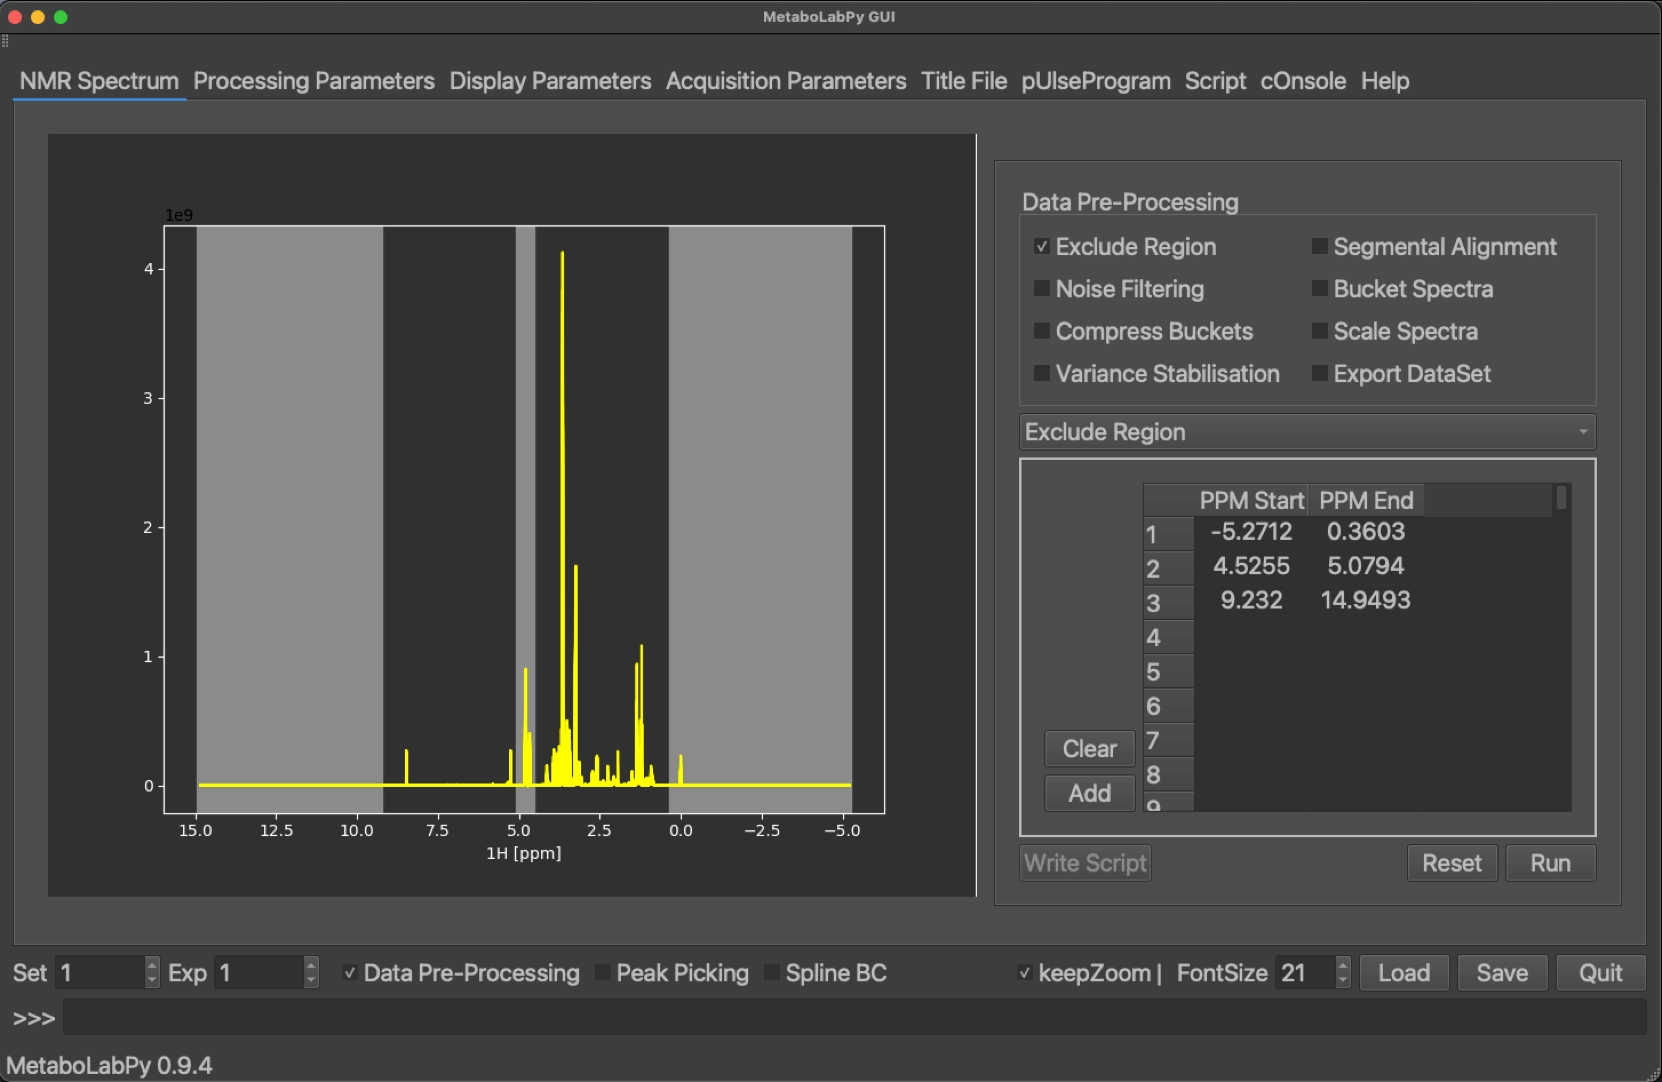 MetaboLabPy GUI
NMR Spectrum Processing Parameters Display Parameters Acquisition Parameters Title File pUlseProgram Script cOnsole Help
1e9
4
3
2
1
0
15.0 12.5 10.0 7.5 5.0 2.5 0.0 −2.5 −5.0
1H [ppm]
Data Pre-Processing
Exclude Region Segmental Alignment
Noise Filtering Bucket Spectra
Compress Buckets Scale Spectra
Variance Stabilisation Export DataSet
Exclude Region
PPM Start PPM End
1 -5.2712 0.3603
2 4.5255 5.0794
3 9.232 14.9493
4
5
6
7
8
9
Clear
Add
Write Script Reset Run
Set 1 Exp 1 Data Pre-Processing Peak Picking Spline BC keepZoom | FontSize 21 Load Save Quit
>>>
MetaboLabPy 0.9.4